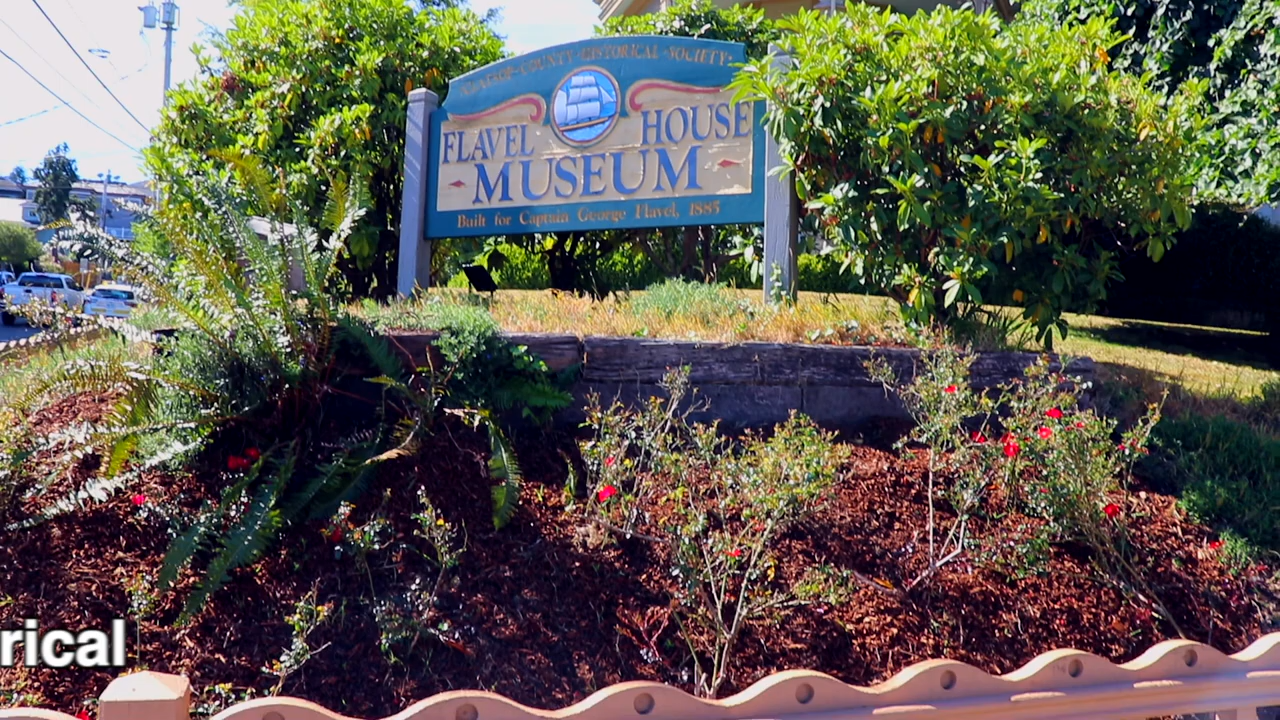 CLATSOP·COUNTY·HISTORICAL·SOCIETY·
FLAVEL HOUSE
MUSEUM
Built for Captain George Flavel, 1885
rical